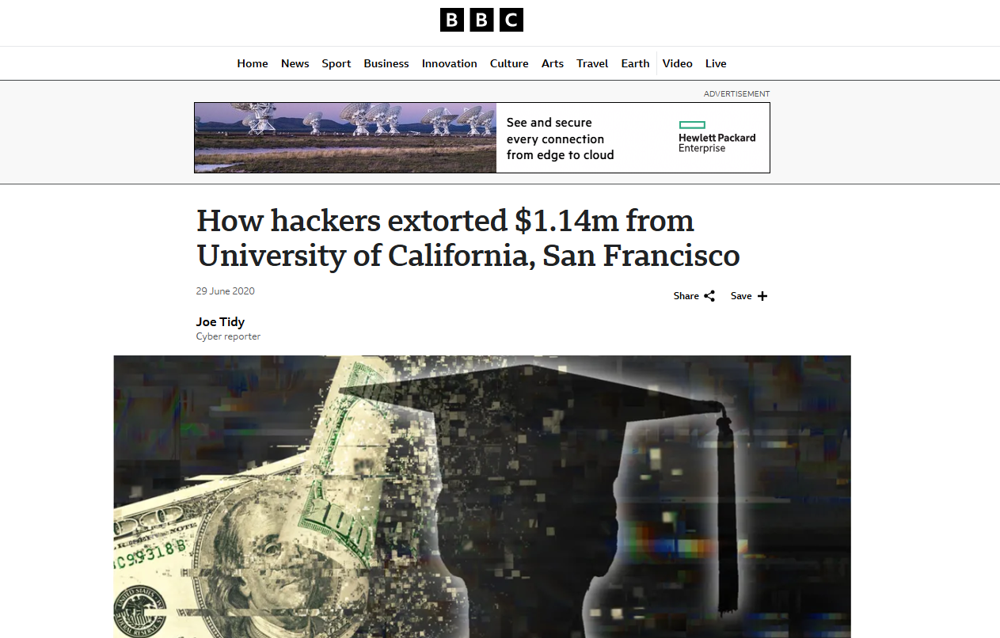 BBC
Home News Sport Business Innovation Culture Arts Travel Earth Video Live
ADVERTISEMENT
See and secure
every connection
from edge to cloud
Hewlett Packard
Enterprise
How hackers extorted $1.14m from
University of California, San Francisco
29 June 2020
Share Save
Joe Tidy
Cyber reporter